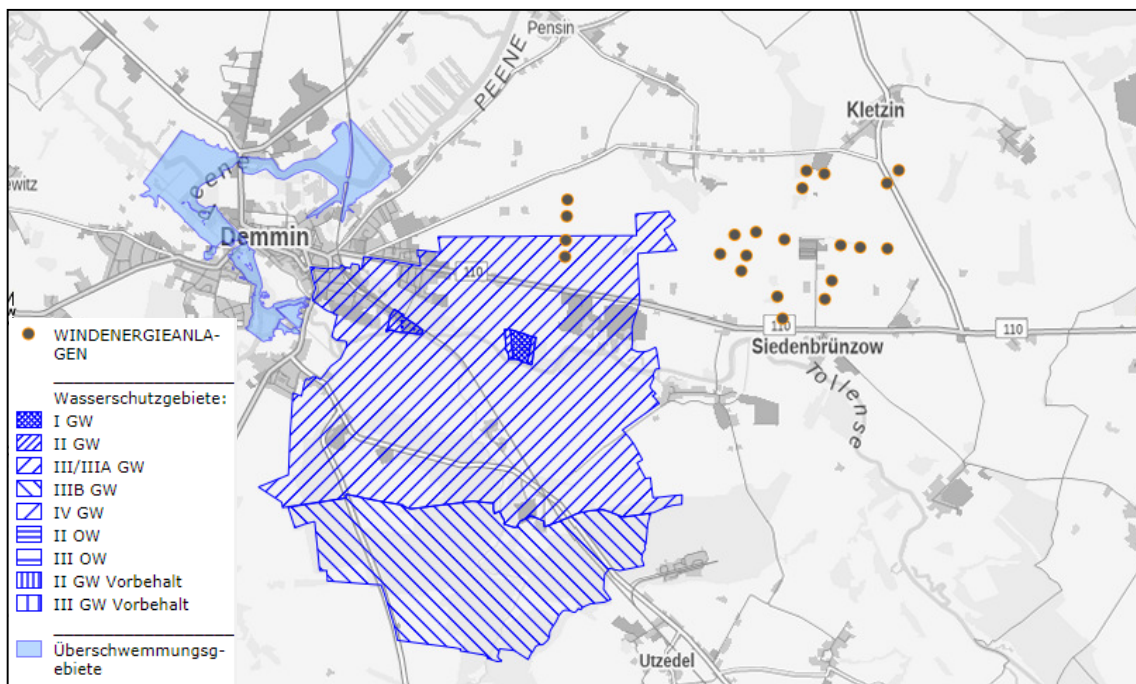 Pensin
PEENE
Kletzin
ewitz
Peene
Demmin
110
M
110
110
Siedenbrünzow
Tollense
Utzedel
WINDENERGIEANLA-
GEN
Wasserschutzgebiete:
I GW
II GW
III/IIIA GW
IIIB GW
IV GW
II OW
III OW
II GW Vorbehalt
III GW Vorbehalt
Überschwemmungsg-
gebiete